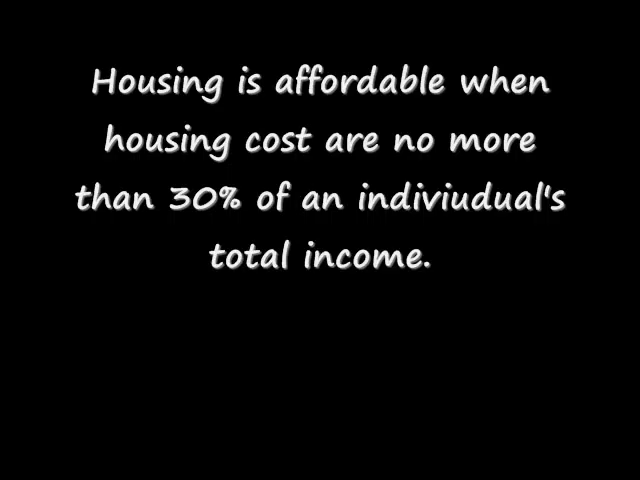 Housing is affordable when
housing cost are no more
than 30% of an indiviudual's
total income.